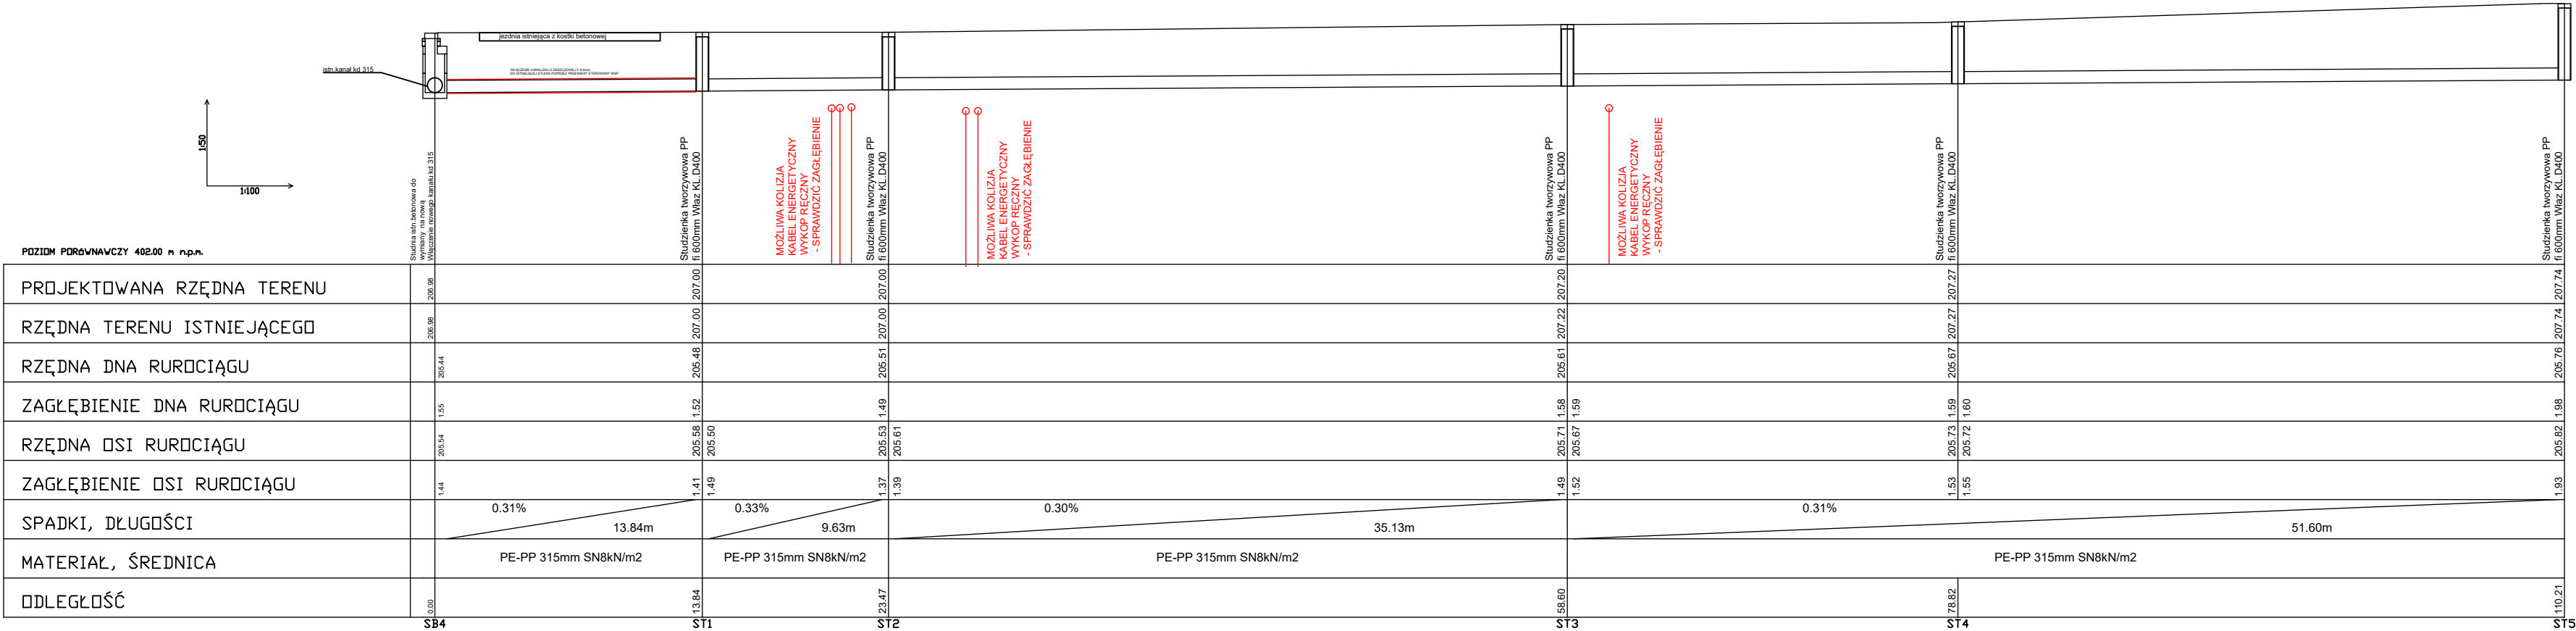 jezdnia istniejąca z kostki betonowej
istn.kanał kd 315
1:50
1:100
Studnia istn.betonowa do
wymiany na nową
Włączenie nowego kanału kd 315
Studzienka tworzywowa PP
fi 600mm Właz KL.D400
MOŻLIWA KOLIZJA
KABEL ENERGETYCZNY
WYKOP RĘCZNY
- SPRAWDZIĆ ZAGŁĘBIENIE
Studzienka tworzywowa PP
fi 600mm Właz KL.D400
MOŻLIWA KOLIZJA
KABEL ENERGETYCZNY
WYKOP RĘCZNY
- SPRAWDZIĆ ZAGŁĘBIENIE
Studzienka tworzywowa PP
fi 600mm Właz KL.D400
MOŻLIWA KOLIZJA
KABEL ENERGETYCZNY
WYKOP RĘCZNY
- SPRAWDZIĆ ZAGŁĘBIENIE
Studzienka tworzywowa PP
fi 600mm Właz KL.D400
Studzienka tworzywowa PP
fi 600mm Właz KL.D400
POZIOM PORÓWNAWCZY 402.00 m n.p.m.
PROJEKTOWANA RZĘDNA TERENU 206.98 207.00 207.00 207.20 207.27 207.74
RZĘDNA TERENU ISTNIEJĄCEGO 206.98 207.00 207.00 207.22 207.27 207.74
RZĘDNA DNA RUROCIĄGU 205.44 205.48 205.51 205.61 205.67 205.76
ZAGŁĘBIENIE DNA RUROCIĄGU 1.55 1.52 1.49 1.58 1.59 1.59 1.60 1.98
RZĘDNA OSI RUROCIĄGU 205.54 205.58 205.50 205.53 205.61 205.71 205.67 205.73 205.72 205.82
ZAGŁĘBIENIE OSI RUROCIĄGU 1.44 1.41 1.49 1.37 1.39 1.49 1.52 1.53 1.55 1.93
SPADKI, DŁUGOŚCI 0.31% 13.84m 0.33% 9.63m 0.30% 35.13m 0.31% 51.60m
MATERIAŁ, ŚREDNICA PE-PP 315mm SN8kN/m2 PE-PP 315mm SN8kN/m2 PE-PP 315mm SN8kN/m2 PE-PP 315mm SN8kN/m2
ODLEGŁOŚĆ 0.00 13.84 23.47 58.60 78.82 110.21
SB4 ST1 ST2 ST3 ST4 ST5